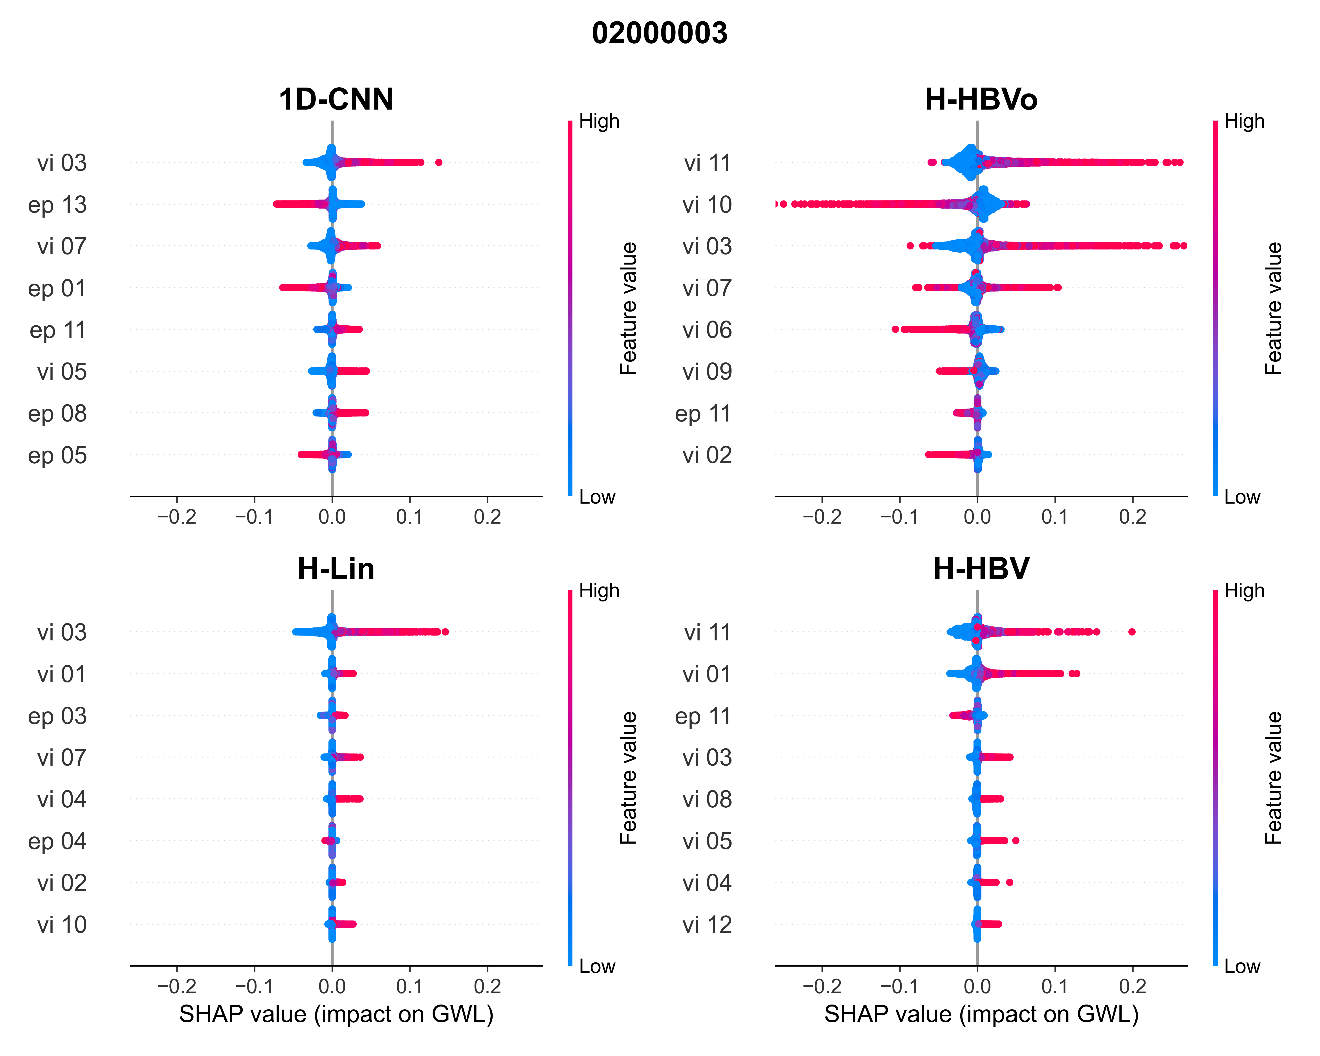 02000003
1D-CNN
High
vi 03
ep 13
vi 07
ep 01
ep 11
vi 05
ep 08
ep 05
Feature value
Low
−0.2 −0.1 0.0 0.1 0.2
H-HBVo
High
vi 11
vi 10
vi 03
vi 07
vi 06
vi 09
ep 11
vi 02
Feature value
Low
−0.2 −0.1 0.0 0.1 0.2
H-Lin
High
vi 03
vi 01
ep 03
vi 07
vi 04
ep 04
vi 02
vi 10
Feature value
Low
−0.2 −0.1 0.0 0.1 0.2
SHAP value (impact on GWL)
H-HBV
High
vi 11
vi 01
ep 11
vi 03
vi 08
vi 05
vi 04
vi 12
Feature value
Low
−0.2 −0.1 0.0 0.1 0.2
SHAP value (impact on GWL)